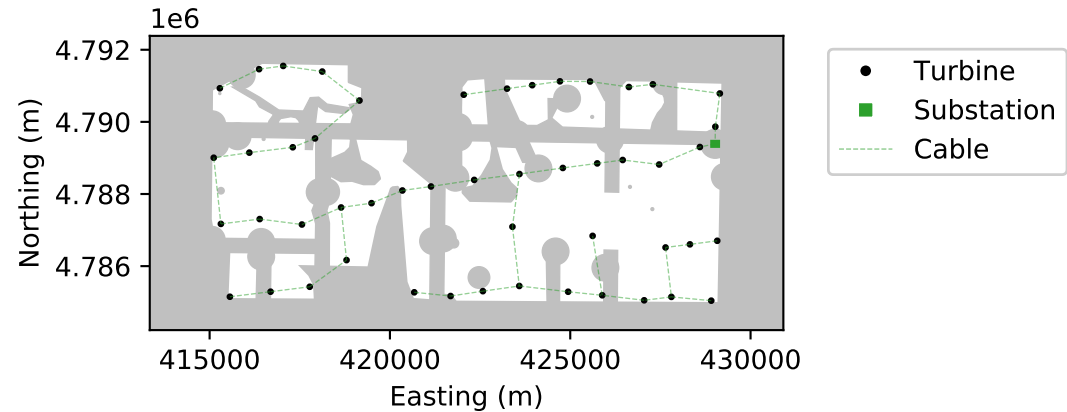 1e6
4.792
4.790
4.788
4.786
Northing (m)
415000 420000 425000 430000
Easting (m)
Turbine
Substation
Cable